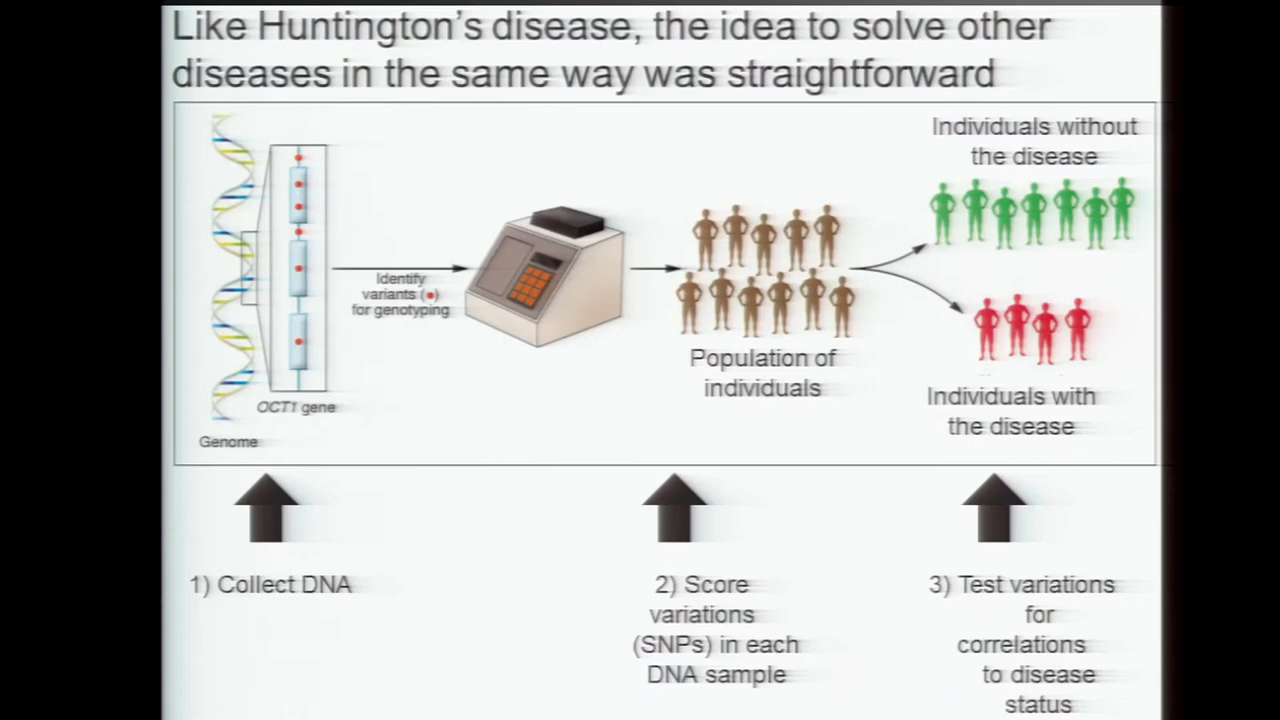 Like Huntington's disease, the idea to solve other
diseases in the same way was straightforward
Individuals without
the disease
Identify
variants (•)
for genotyping
Population of
individuals
Individuals with
the disease
OCT1 gene
Genome
1) Collect DNA
2) Score
variations
(SNPs) in each
DNA sample
3) Test variations
for
correlations
to disease
status